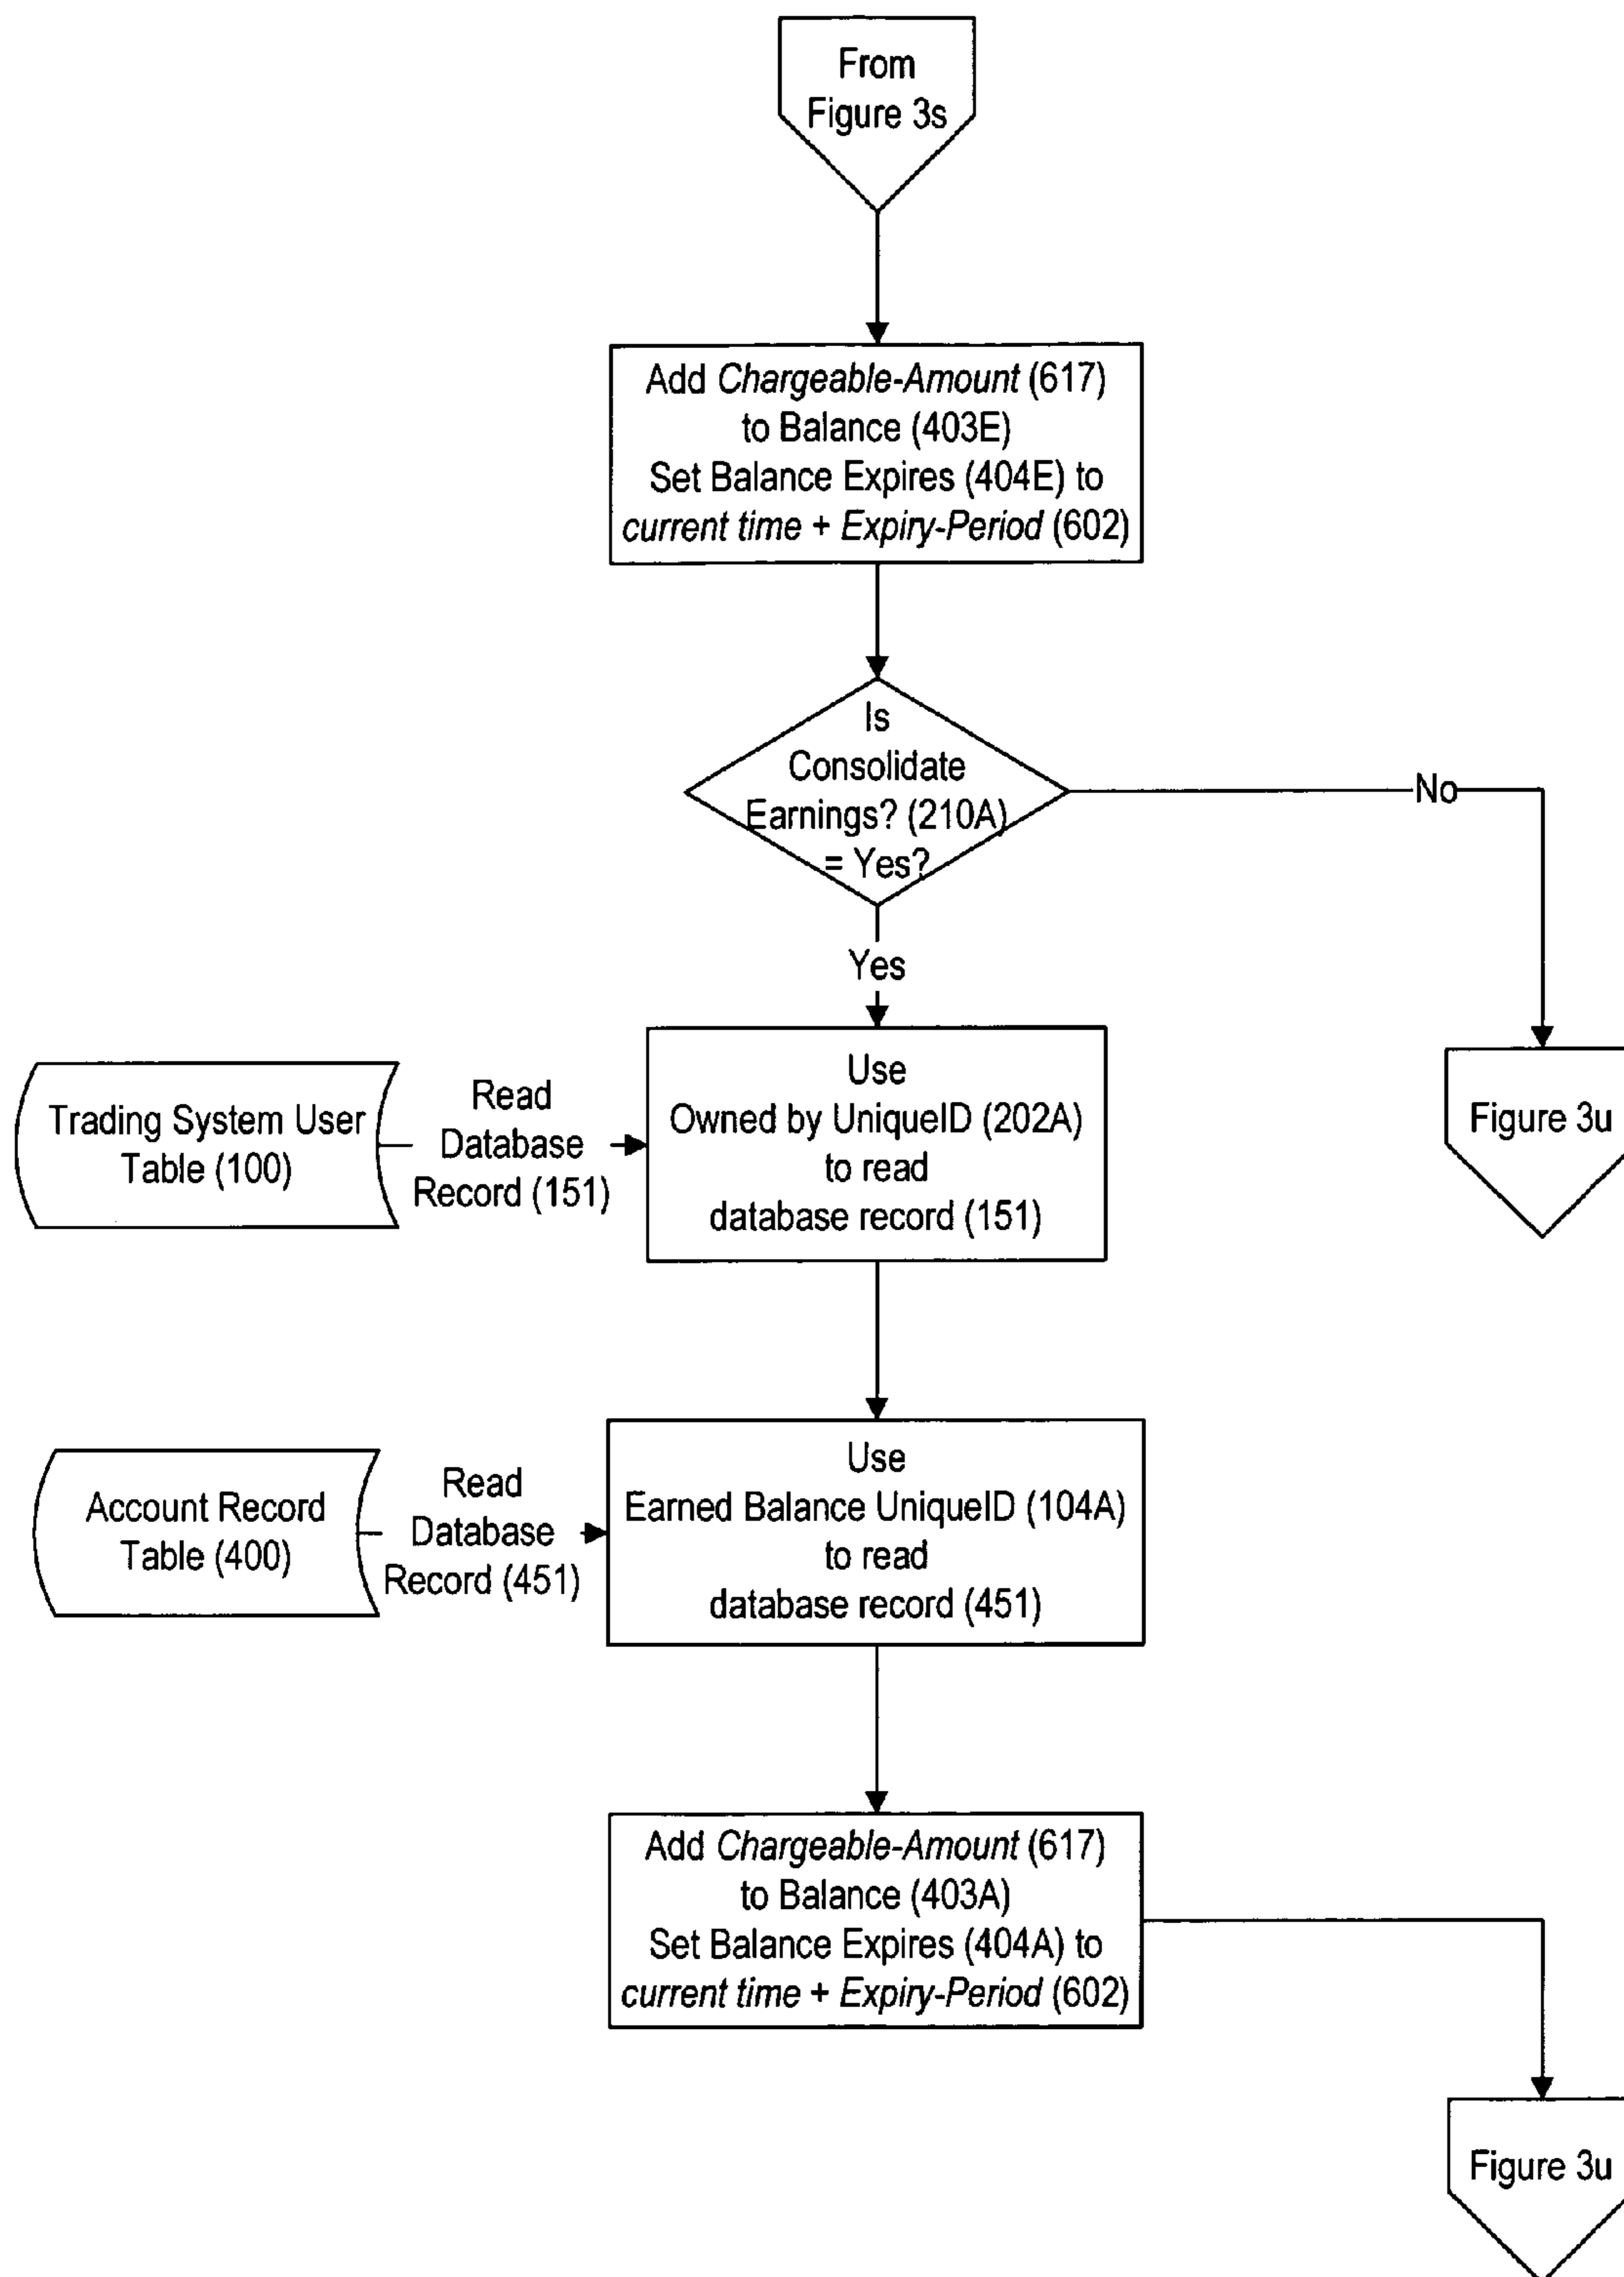 From
Figure 3s
Add Chargeable-Amount (617)
to Balance (403E)
Set Balance Expires (404E) to
current time + Expiry-Period (602)
Is
Consolidate
Earnings? (210A)
= Yes?
No
Yes
Trading System User
Table (100)
Read
Database
Record (151)
Use
Owned by UniqueID (202A)
to read
database record (151)
Figure 3u
Account Record
Table (400)
Read
Database
Record (451)
Use
Earned Balance UniqueID (104A)
to read
database record (451)
Add Chargeable-Amount (617)
to Balance (403A)
Set Balance Expires (404A) to
current time + Expiry-Period (602)
Figure 3u